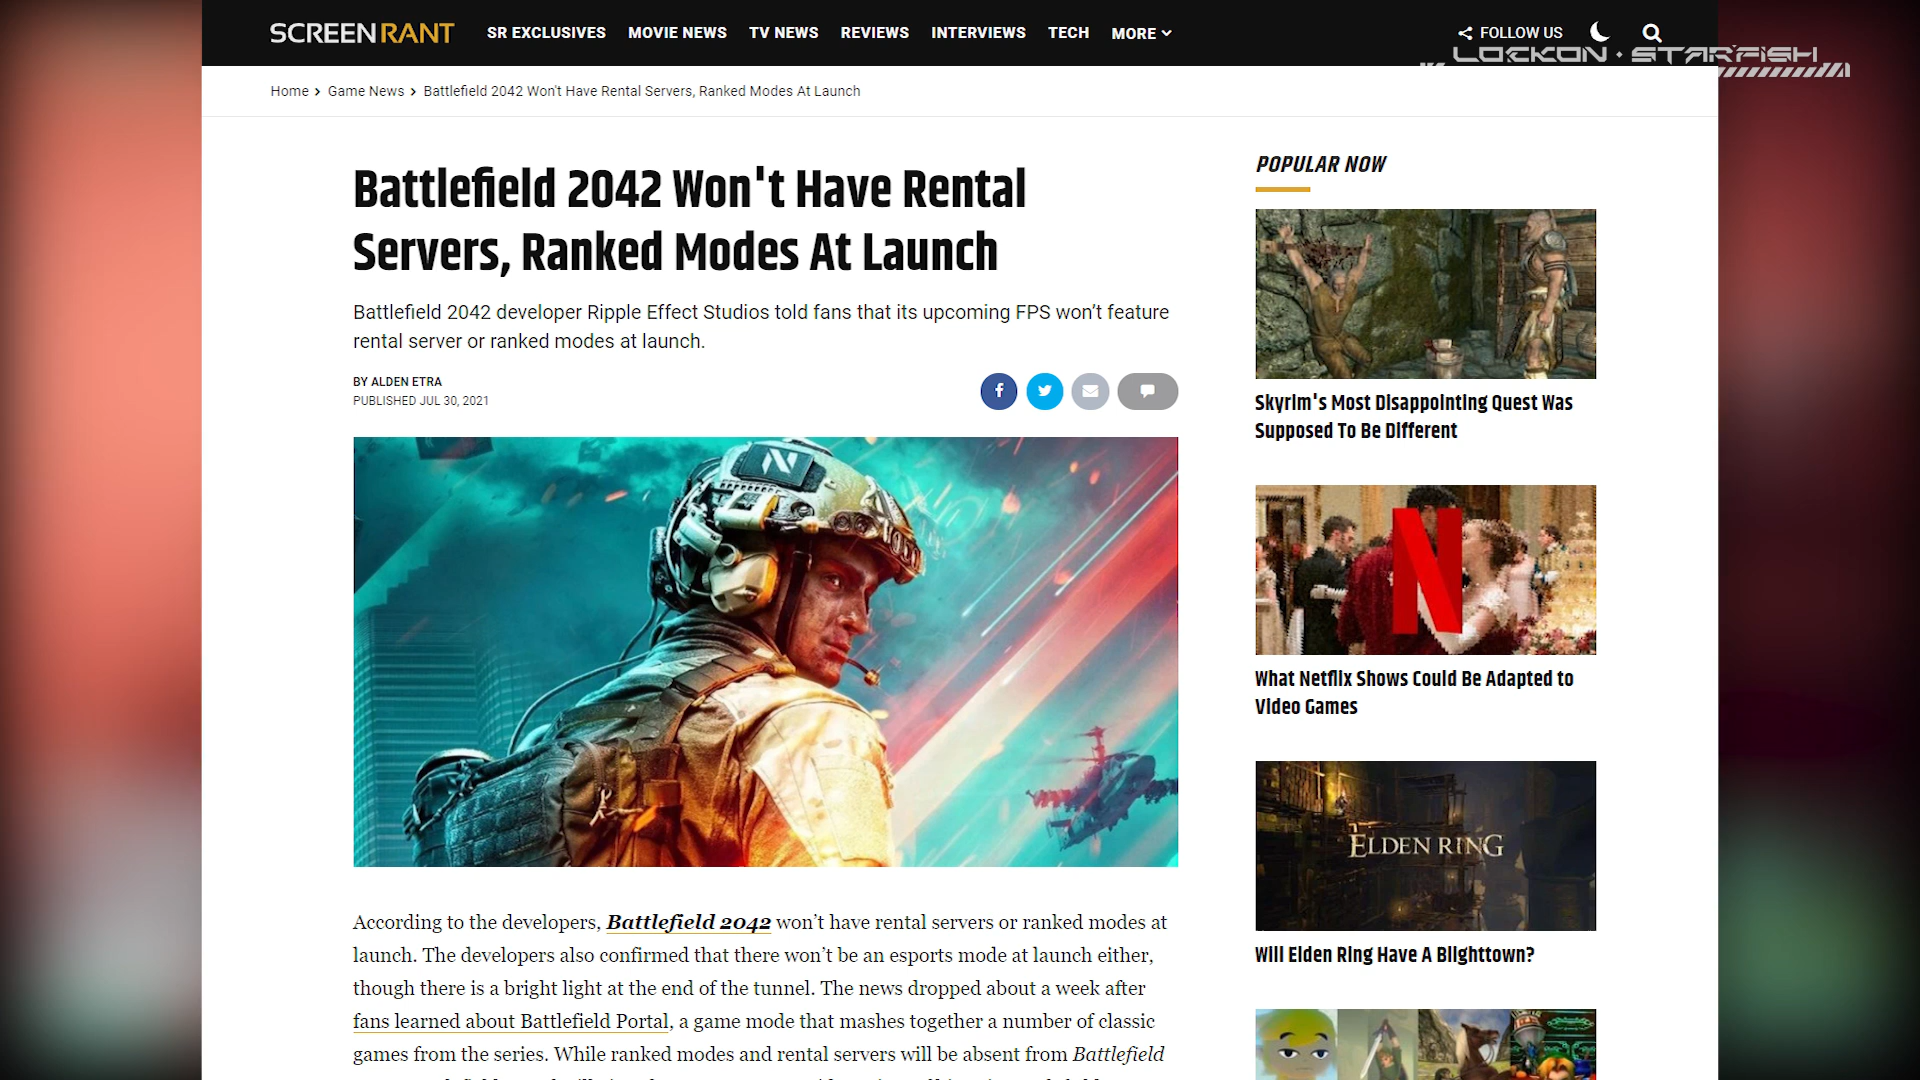 SCREENRANT SR EXCLUSIVES MOVIE NEWS TV NEWS REVIEWS INTERVIEWS TECH MORE FOLLOW US
LOCKON · STARFISH
Home Game News Battlefield 2042 Won't Have Rental Servers, Ranked Modes At Launch
Battlefield 2042 Won't Have Rental
Servers, Ranked Modes At Launch
Battlefield 2042 developer Ripple Effect Studios told fans that its upcoming FPS won’t feature
rental server or ranked modes at launch.
BY ALDEN ETRA
PUBLISHED JUL 30, 2021
According to the developers, Battlefield 2042 won’t have rental servers or ranked modes at
launch. The developers also confirmed that there won’t be an esports mode at launch either,
though there is a bright light at the end of the tunnel. The news dropped about a week after
fans learned about Battlefield Portal, a game mode that mashes together a number of classic
games from the series. While ranked modes and rental servers will be absent from Battlefield
POPULAR NOW
Skyrim's Most Disappointing Quest Was
Supposed To Be Different
N
What Netflix Shows Could Be Adapted to
Video Games
ELDEN RING
Will Elden Ring Have A Blighttown?